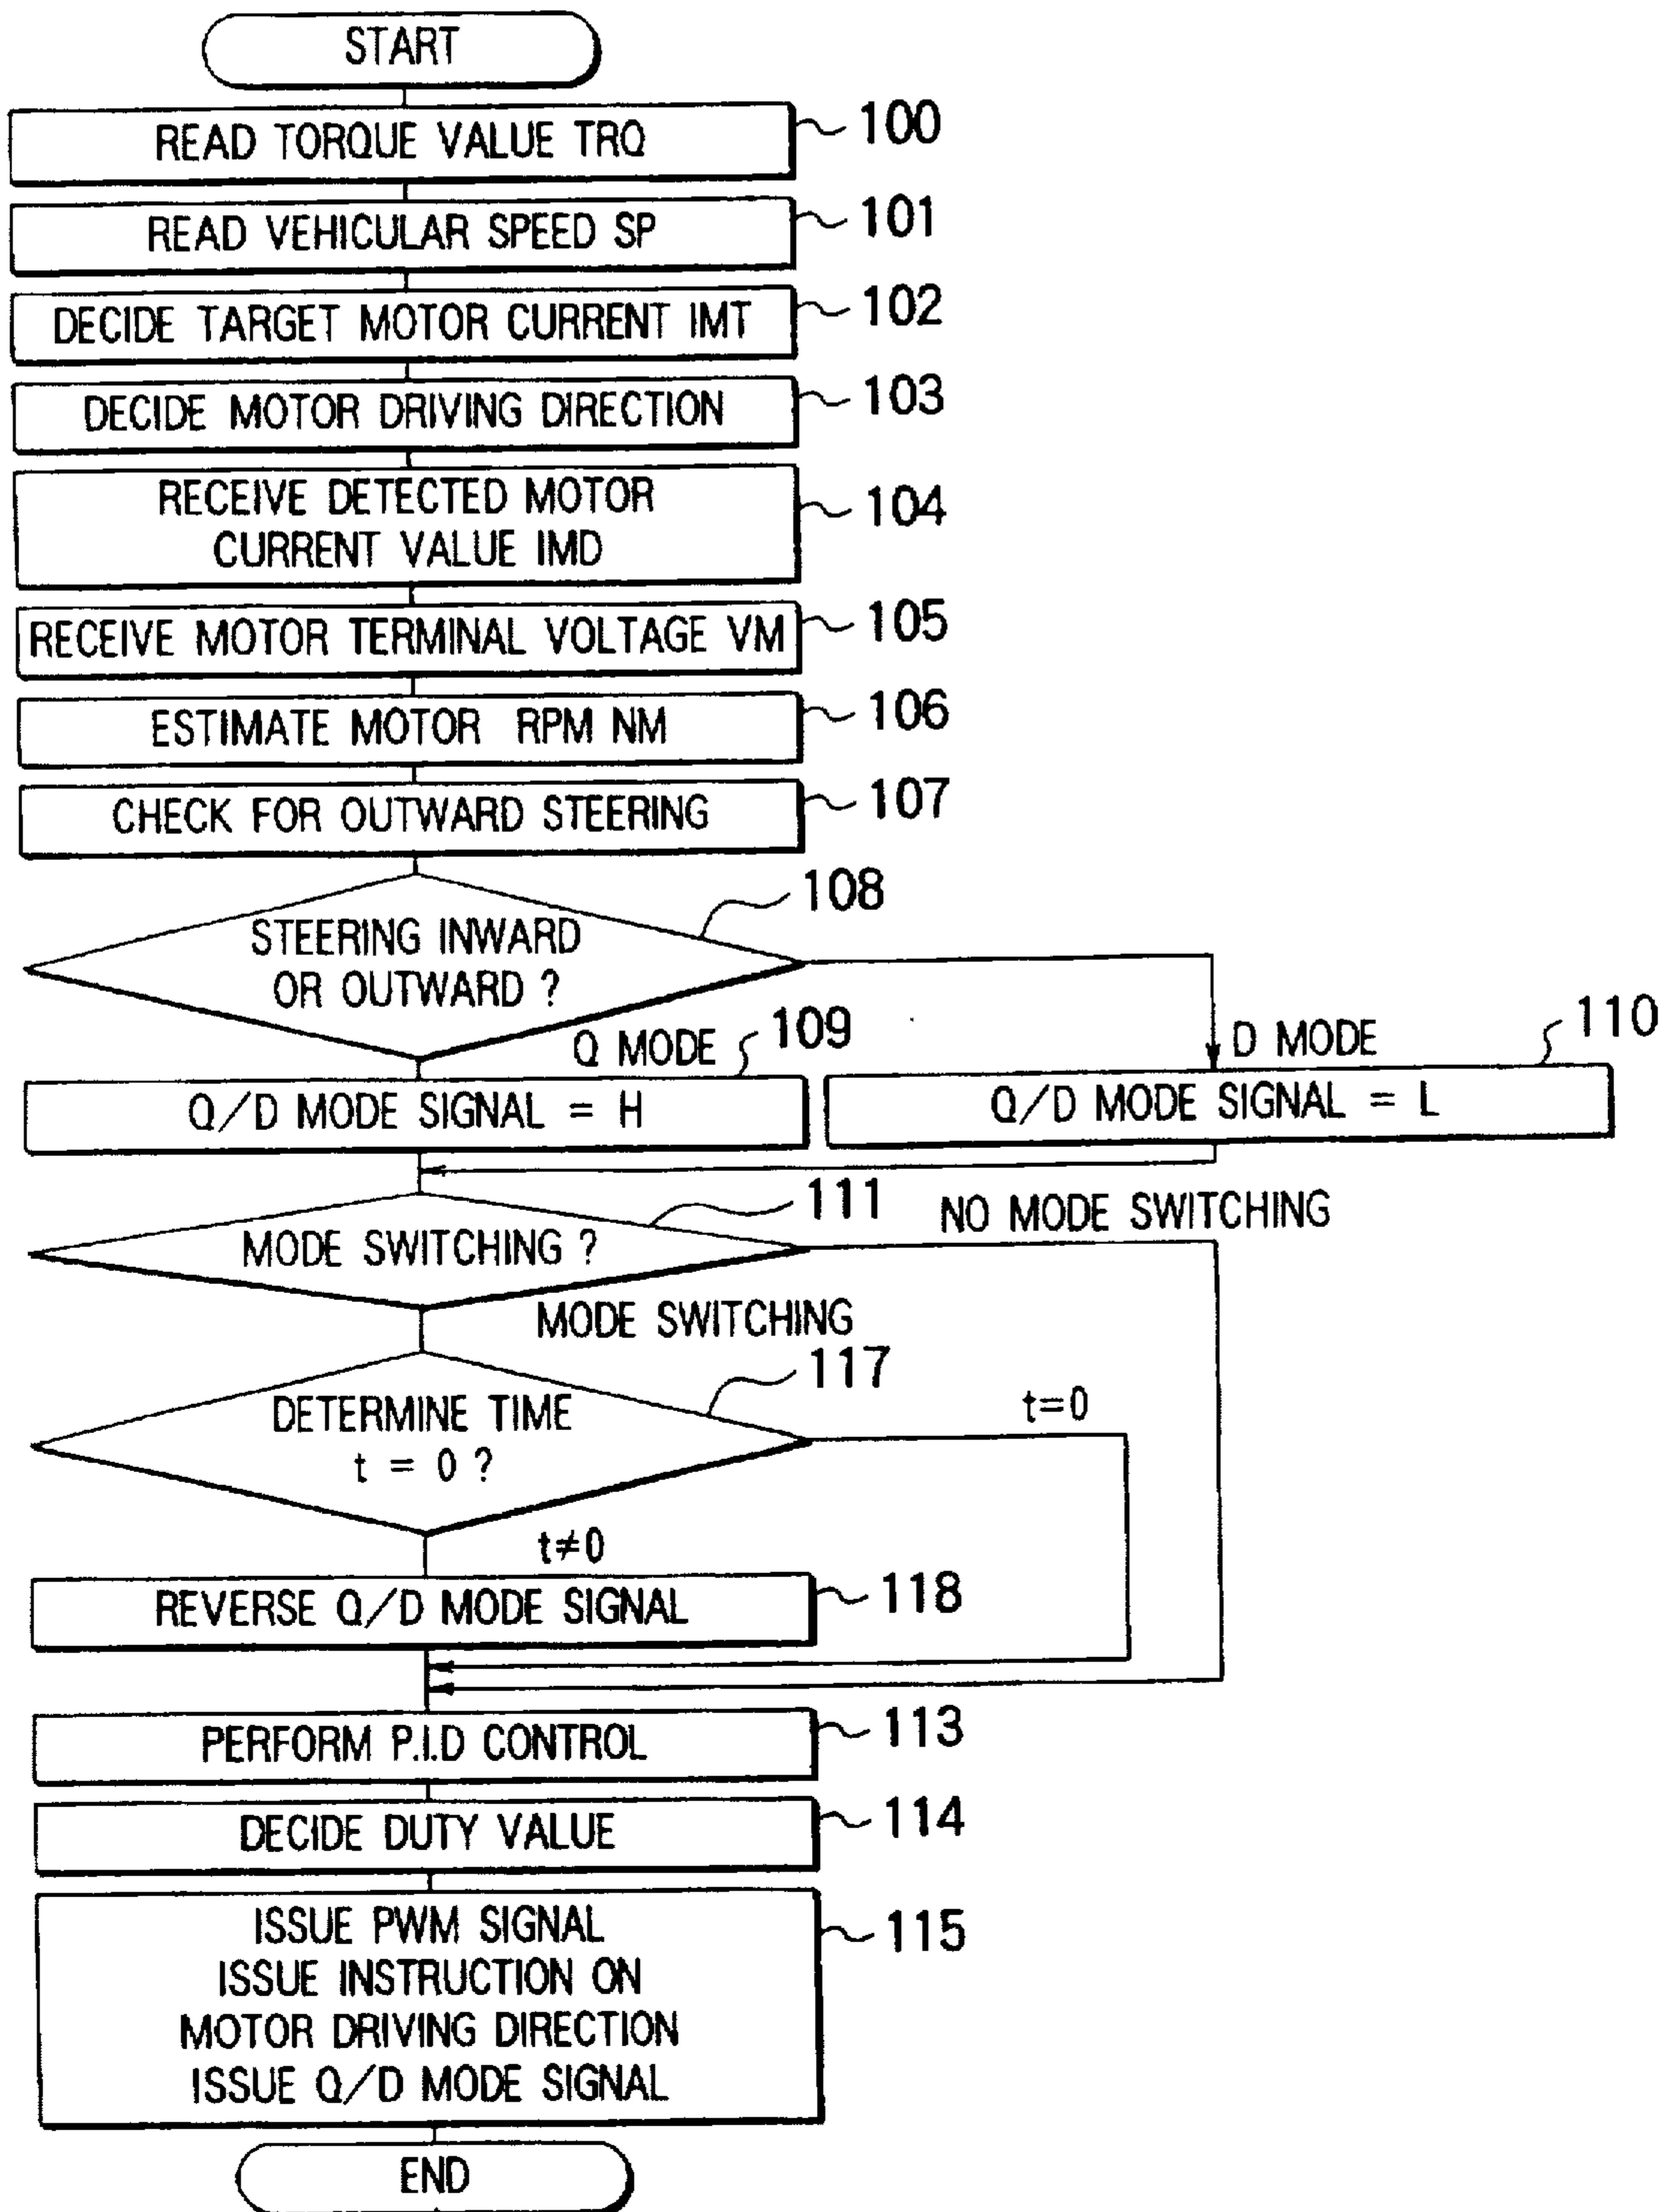 START
READ TORQUE VALUE TRQ
100
READ VEHICULAR SPEED SP
101
DECIDE TARGET MOTOR CURRENT IMT
102
DECIDE MOTOR DRIVING DIRECTION
103
RECEIVE DETECTED MOTOR
CURRENT VALUE IMD
104
RECEIVE MOTOR TERMINAL VOLTAGE VM
105
ESTIMATE MOTOR RPM NM
106
CHECK FOR OUTWARD STEERING
107
STEERING INWARD
OR OUTWARD ?
108
Q MODE
109
D MODE
110
Q/D MODE SIGNAL = H
Q/D MODE SIGNAL = L
MODE SWITCHING ?
111
NO MODE SWITCHING
MODE SWITCHING
DETERMINE TIME
t = 0 ?
117
t=0
t≠0
REVERSE Q/D MODE SIGNAL
118
PERFORM P.I.D CONTROL
113
DECIDE DUTY VALUE
114
ISSUE PWM SIGNAL
ISSUE INSTRUCTION ON
MOTOR DRIVING DIRECTION
ISSUE Q/D MODE SIGNAL
115
END